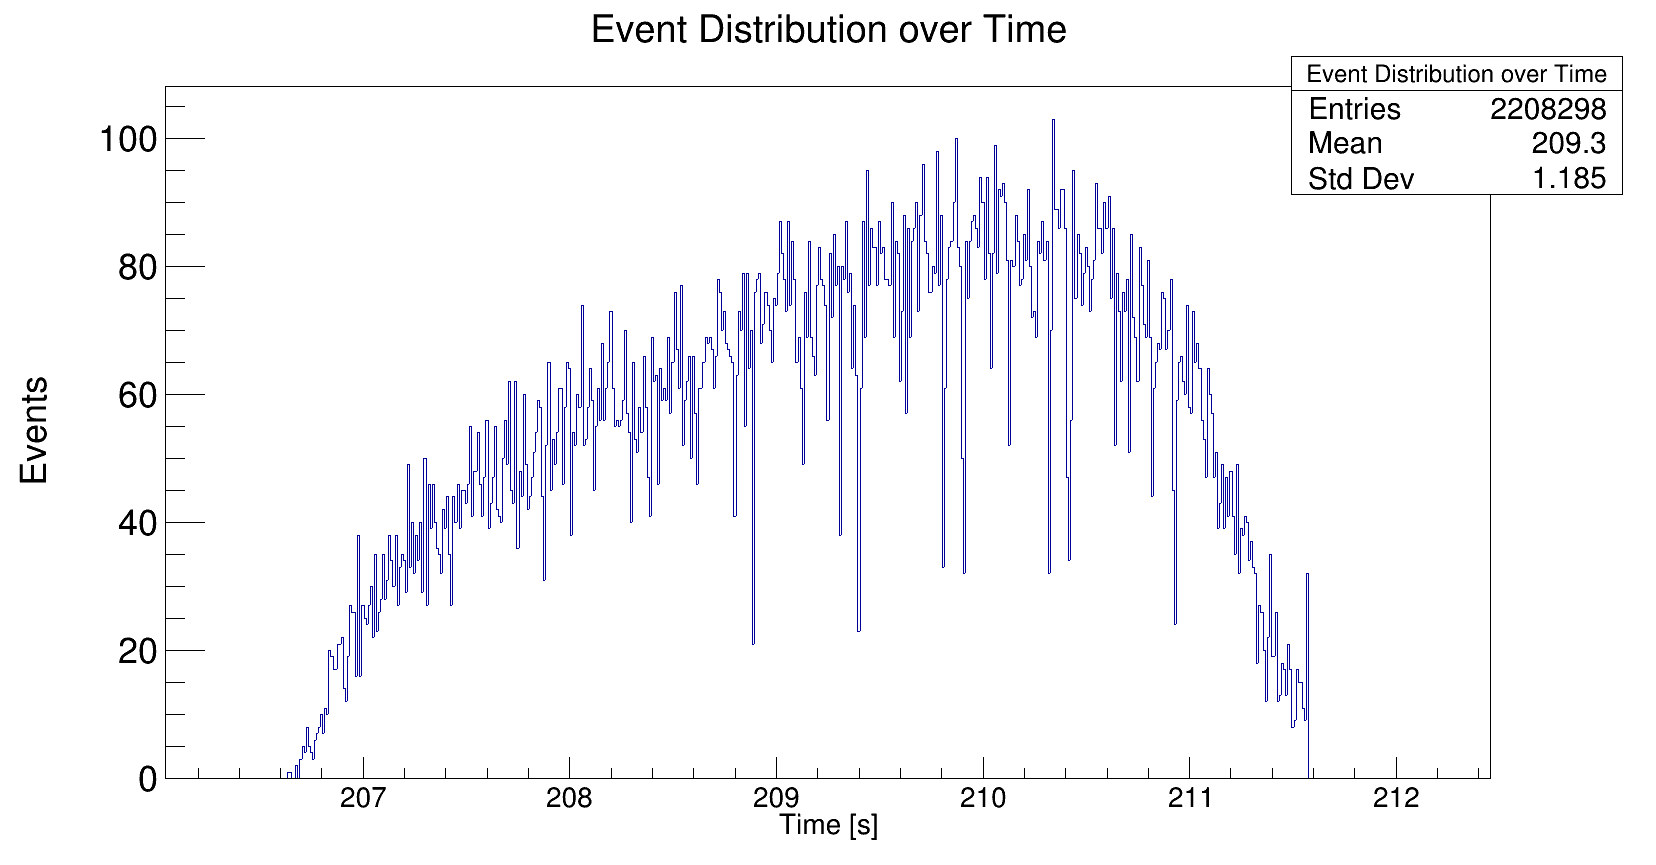 Event Distribution over Time
Event Distribution over Time
Entries 2208298
Mean 209.3
Std Dev 1.185
100
80
60
40
20
0
Events
207 208 209 210 211 212
Time [s]